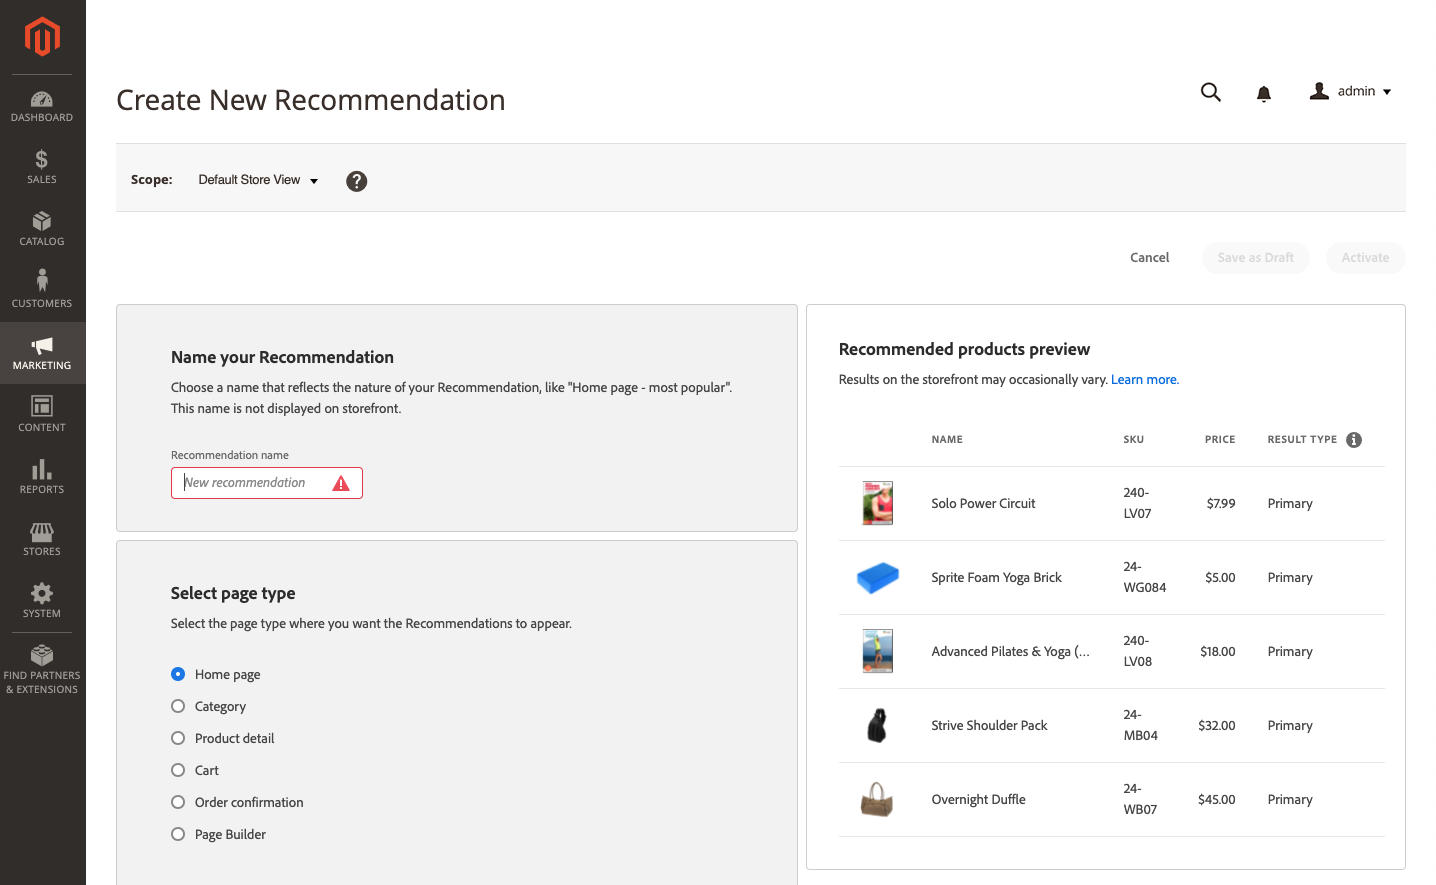 Create New Recommendation
admin
DASHBOARD
SALES
CATALOG
CUSTOMERS
MARKETING
CONTENT
REPORTS
STORES
SYSTEM
FIND PARTNERS
& EXTENSIONS
Scope: Default Store View ?
Cancel Save as Draft Activate
Name your Recommendation
Choose a name that reflects the nature of your Recommendation, like "Home page - most popular".
This name is not displayed on storefront.
Recommendation name
New recommendation
Select page type
Select the page type where you want the Recommendations to appear.
Home page
Category
Product detail
Cart
Order confirmation
Page Builder
Recommended products preview
Results on the storefront may occasionally vary. Learn more.
NAME SKU PRICE RESULT TYPE
Solo Power Circuit 240-LV07 $7.99 Primary
Sprite Foam Yoga Brick 24-WG084 $5.00 Primary
Advanced Pilates & Yoga (... 240-LV08 $18.00 Primary
Strive Shoulder Pack 24-MB04 $32.00 Primary
Overnight Duffle 24-WB07 $45.00 Primary